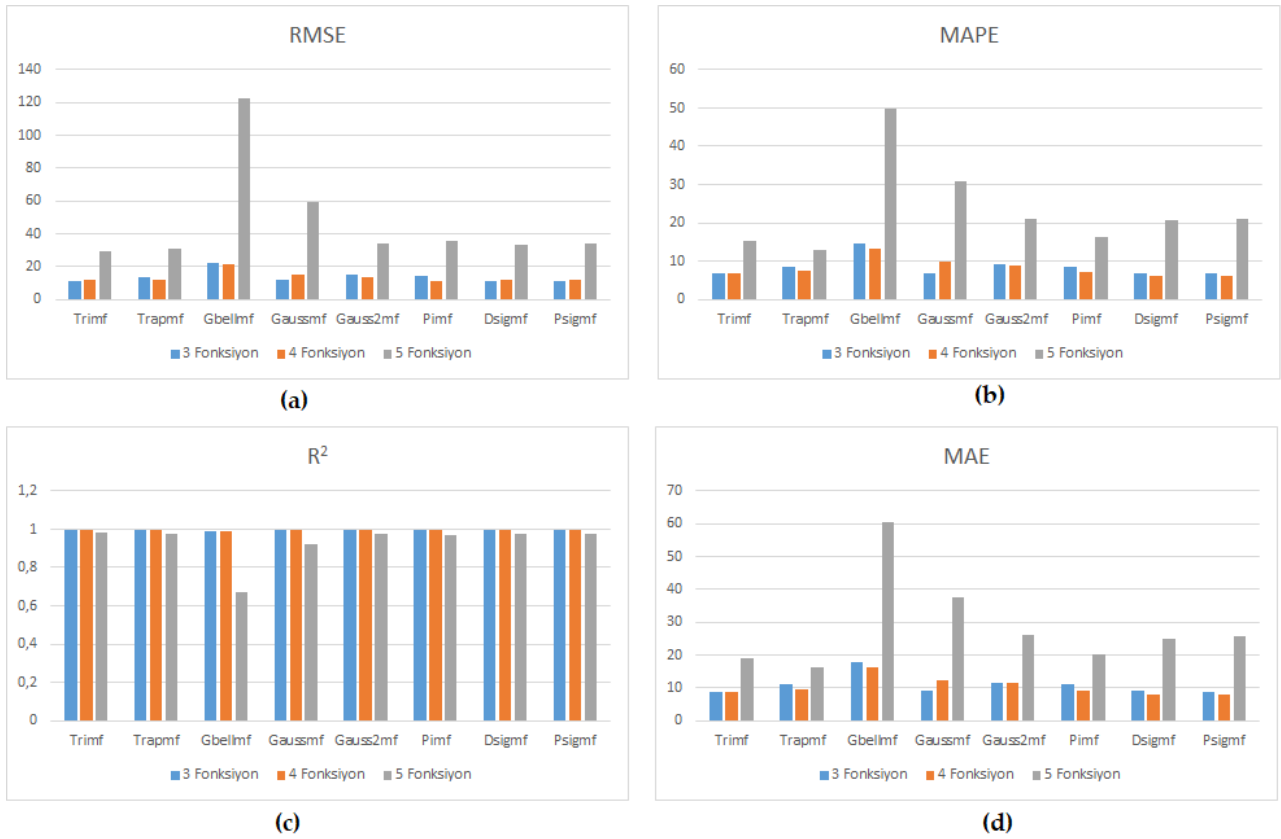 RMSE
140
120
100
80
60
40
20
0
Trimf Trapmf Gbellmf Gaussmf Gauss2mf Pimf Dsigmf Psigmf
3 Fonksiyon 4 Fonksiyon 5 Fonksiyon
(a)
MAPE
60
50
40
30
20
10
0
Trimf Trapmf Gbellmf Gaussmf Gauss2mf Pimf Dsigmf Psigmf
3 Fonksiyon 4 Fonksiyon 5 Fonksiyon
(b)
R²
1,2
1
0,8
0,6
0,4
0,2
0
Trimf Trapmf Gbellmf Gaussmf Gauss2mf Pimf Dsigmf Psigmf
3 Fonksiyon 4 Fonksiyon 5 Fonksiyon
(c)
MAE
70
60
50
40
30
20
10
0
Trimf Trapmf Gbellmf Gaussmf Gauss2mf Pimf Dsigmf Psigmf
3 Fonksiyon 4 Fonksiyon 5 Fonksiyon
(d)